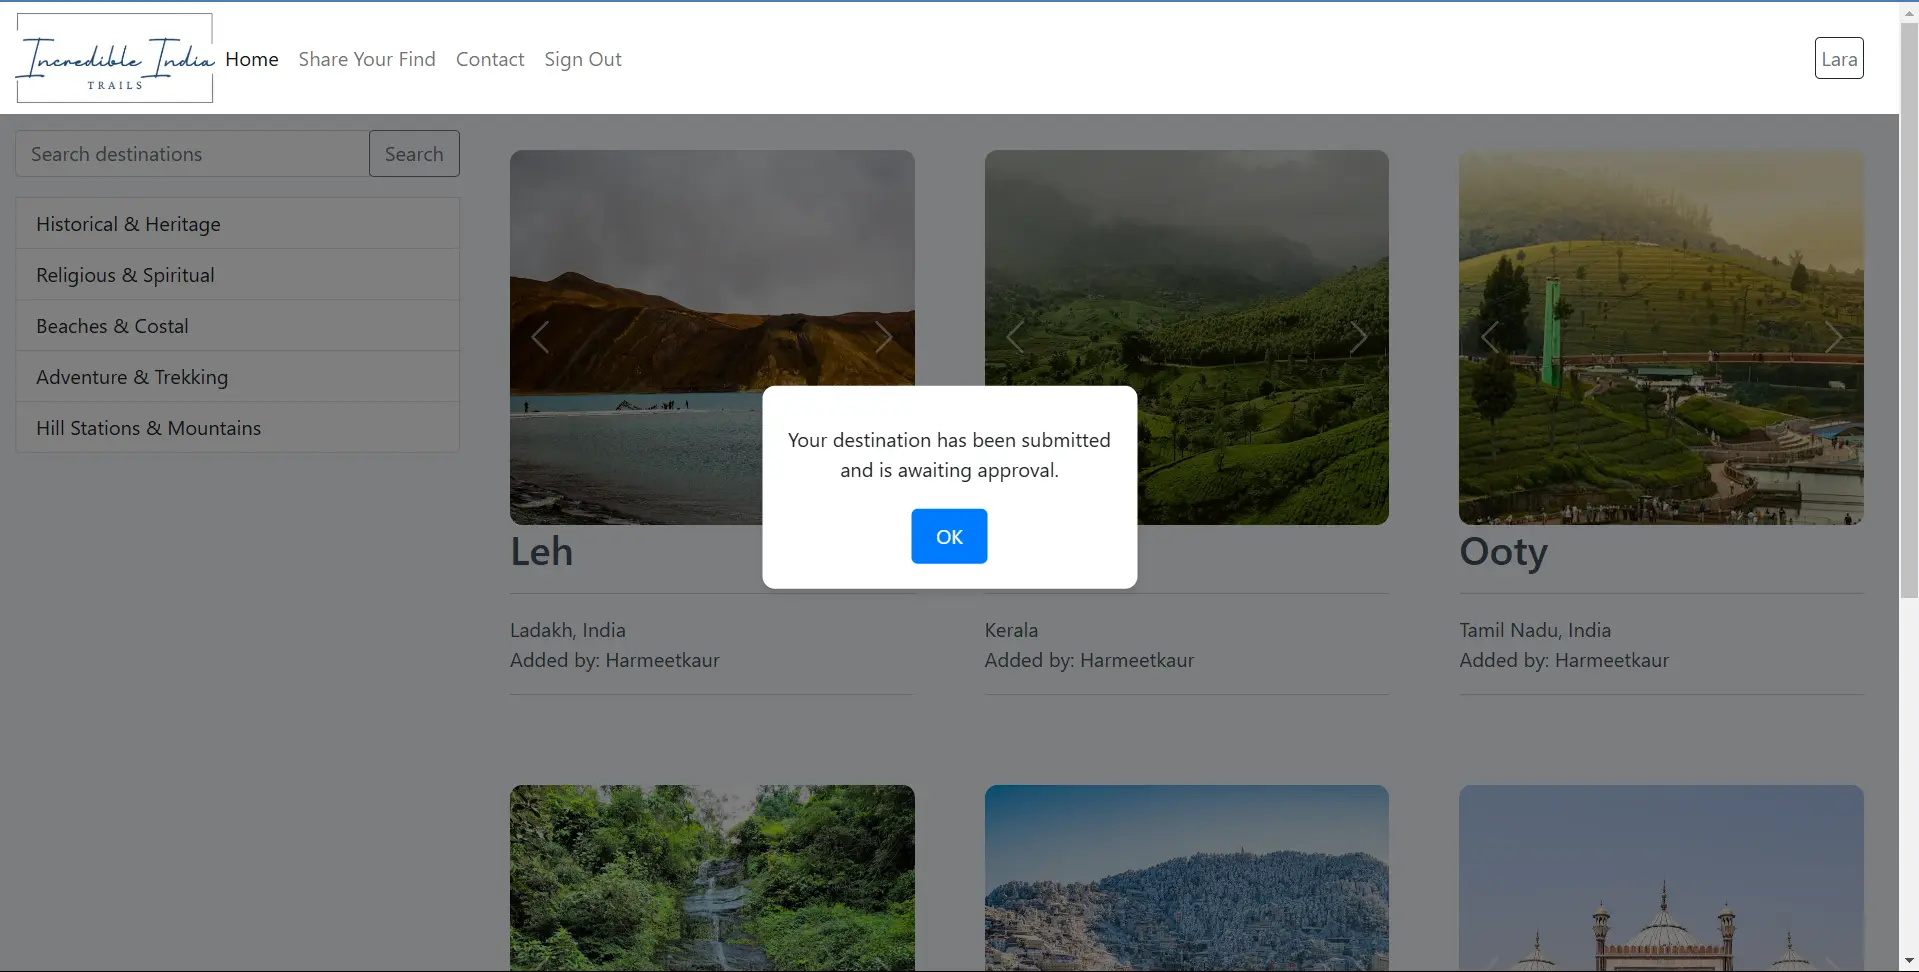 Incredible India
TRAILS
Home
Share Your Find
Contact
Sign Out
Lara
Search destinations
Search
Historical & Heritage
Religious & Spiritual
Beaches & Costal
Adventure & Trekking
Hill Stations & Mountains
Your destination has been submitted
and is awaiting approval.
OK
Leh
Ladakh, India
Added by: Harmeetkaur
Kerala
Added by: Harmeetkaur
Ooty
Tamil Nadu, India
Added by: Harmeetkaur